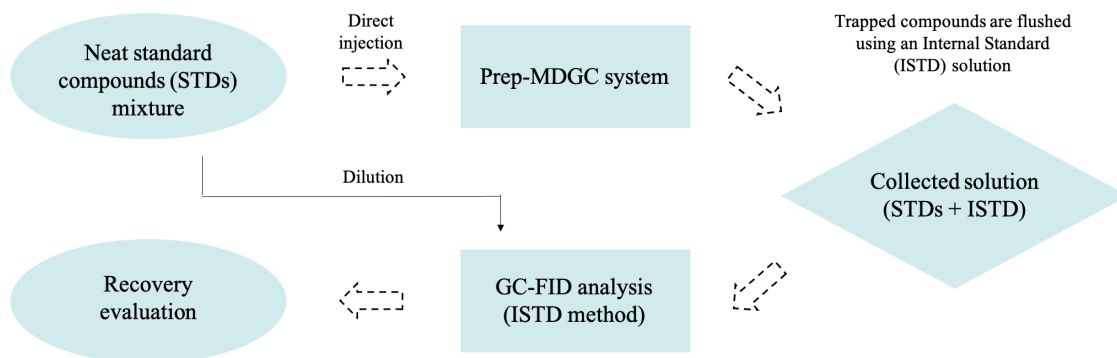 Neat standard
compounds (STDs)
mixture
Direct
injection
Prep-MDGC system
Trapped compounds are flushed
using an Internal Standard
(ISTD) solution
Collected solution
(STDs + ISTD)
Dilution
GC-FID analysis
(ISTD method)
Recovery
evaluation